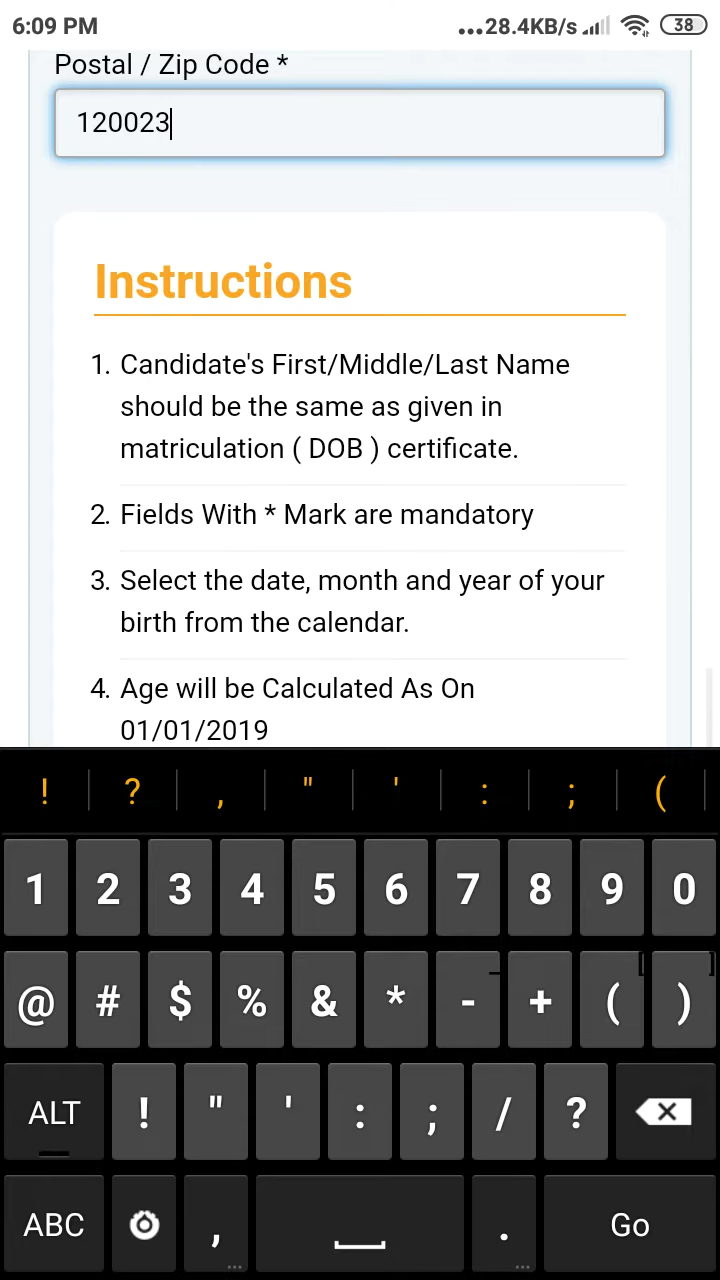 6:09 PM
...28.4KB/s
38
Postal / Zip Code *
120023
Instructions
1. Candidate's First/Middle/Last Name
should be the same as given in
matriculation ( DOB ) certificate.
2. Fields With * Mark are mandatory
3. Select the date, month and year of your
birth from the calendar.
4. Age will be Calculated As On
01/01/2019
! ? , " ' : ; (
1 2 3 4 5 6 7 8 9 0
@ # $ % & * - + ( )
ALT ! " ' : ; / ?
ABC , . Go